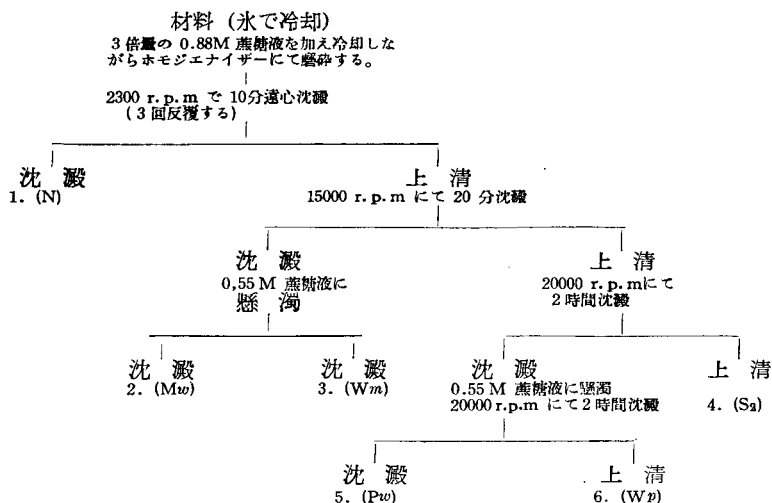 材料 (氷で冷却)
3倍量の 0.88M 蔗糖液を加え冷却しな
がらホモジエナイザーにて磨砕する。
2300 r.p.m で 10分遠心沈澱
(3回反覆する)
沈澱
上清
1. (N)
15000 r.p.m にて 20 分沈澱
沈澱
上清
0,55 M 蔗糖液に
懸濁
20000 r.p.mにて
2時間沈澱
沈澱
沈澱
沈澱
上清
2. (Mw)
3. (Wm)
0.55 M 蔗糖液に懸濁
20000 r.p.m にて2時間沈澱
4. (S2)
沈澱
上清
5. (Pw)
6. (Wp)